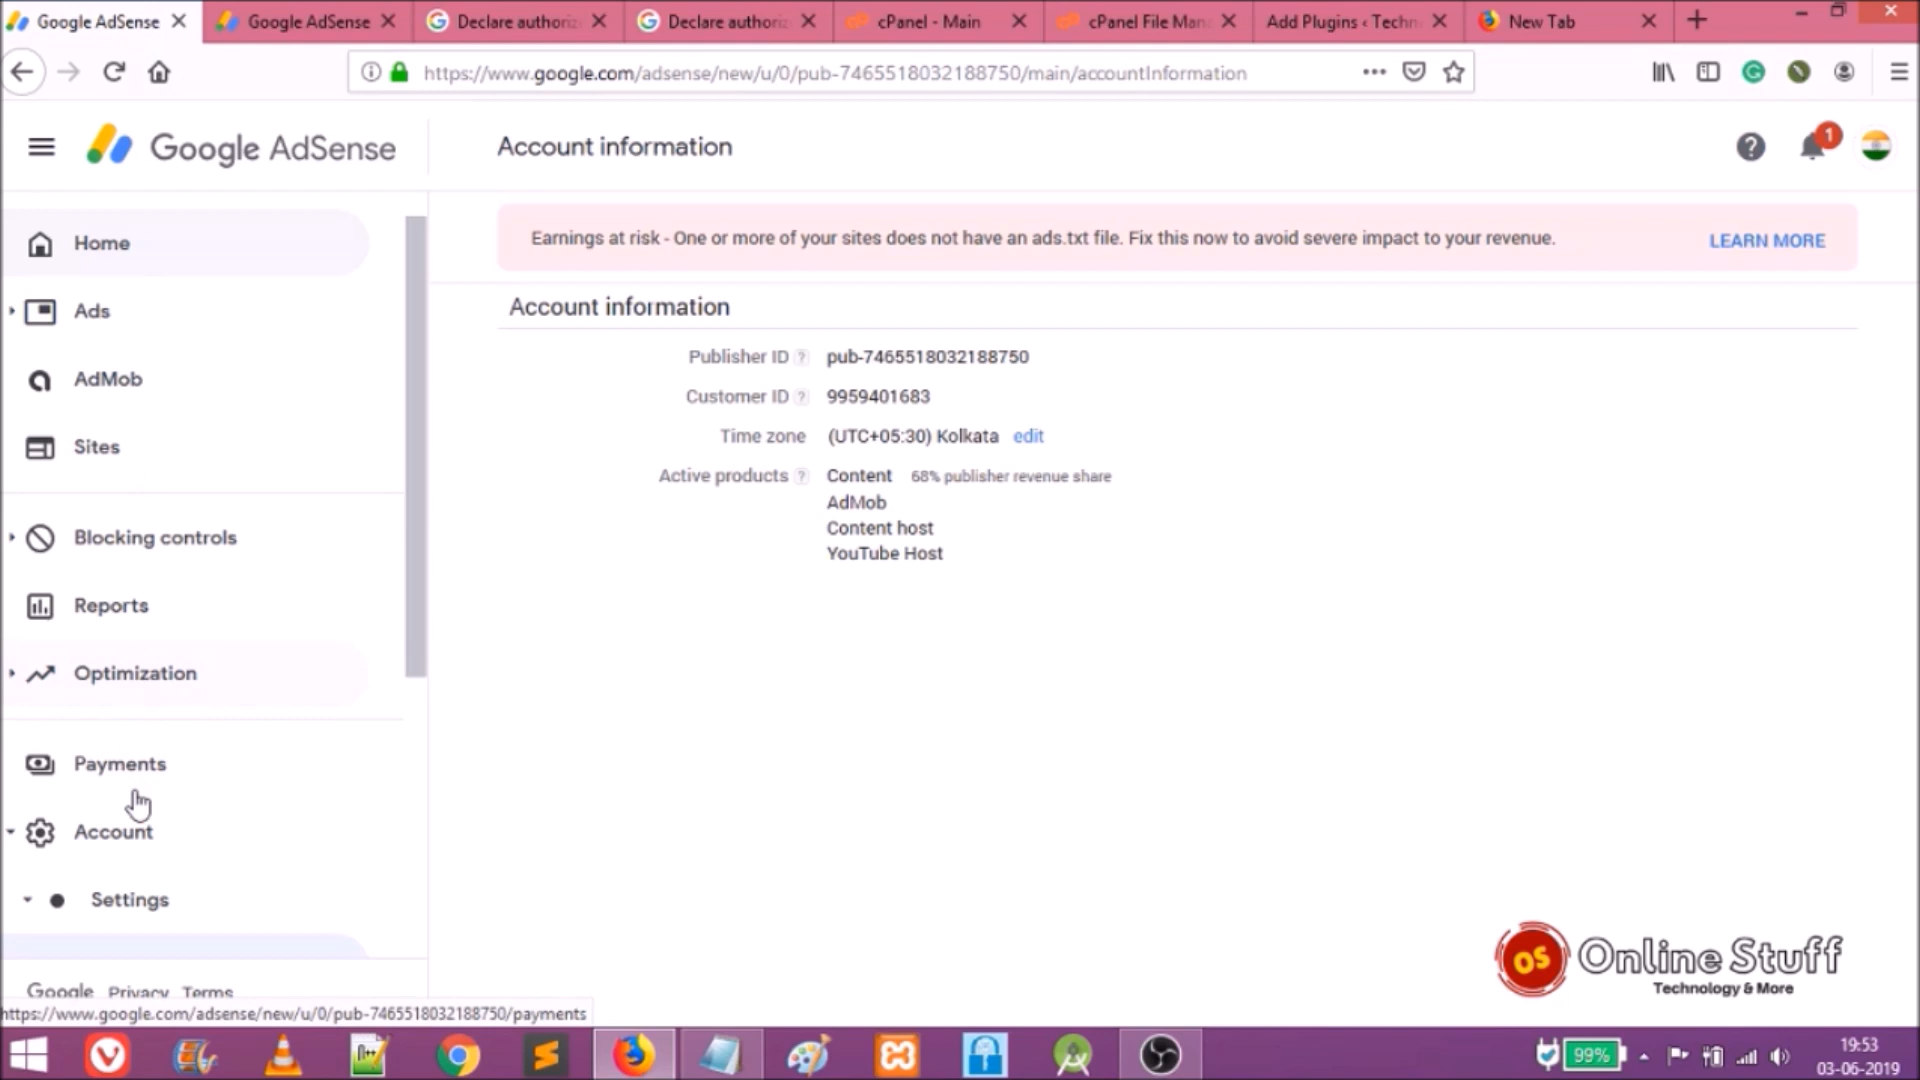 Google AdSense
Google AdSense
Declare authoriz
Declare authoriz
cPanel - Main
cPanel File Man
Add Plugins ‹ Techn
New Tab
https://www.google.com/adsense/new/u/0/pub-7465518032188750/main/accountInformation
Google AdSense
Account information
1
Home
Ads
AdMob
Sites
Blocking controls
Reports
Optimization
Payments
Account
Settings
Google Privacy Terms
https://www.google.com/adsense/new/u/0/pub-7465518032188750/payments
Earnings at risk - One or more of your sites does not have an ads.txt file. Fix this now to avoid severe impact to your revenue.
LEARN MORE
Account information
Publisher ID ? pub-7465518032188750
Customer ID ? 9959401683
Time zone (UTC+05:30) Kolkata edit
Active products ? Content 68% publisher revenue share
AdMob
Content host
YouTube Host
OS Online Stuff
Technology & More
99%
19:53
03-06-2019